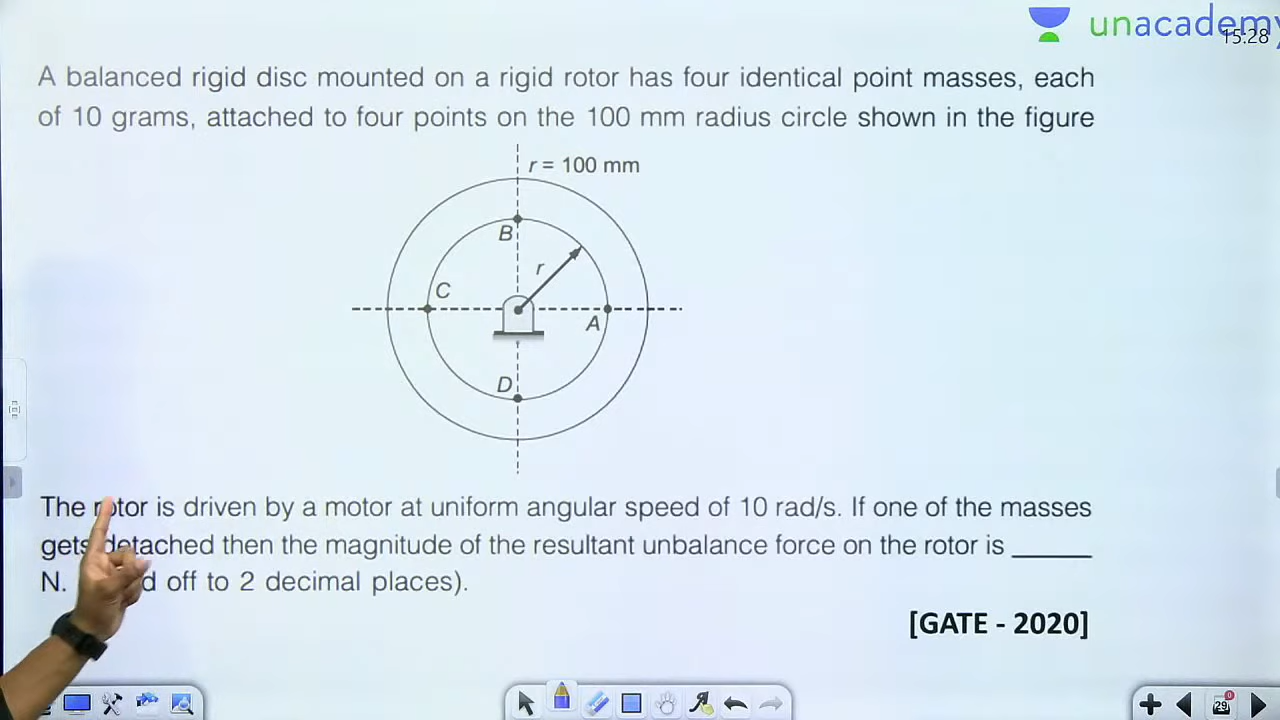 unacademy
15:28
A balanced rigid disc mounted on a rigid rotor has four identical point masses, each
of 10 grams, attached to four points on the 100 mm radius circle shown in the figure
r = 100 mm
B
r
C
A
D
The rotor is driven by a motor at uniform angular speed of 10 rad/s. If one of the masses
gets detached then the magnitude of the resultant unbalance force on the rotor is ______
N. off to 2 decimal places).
[GATE - 2020]
29
0